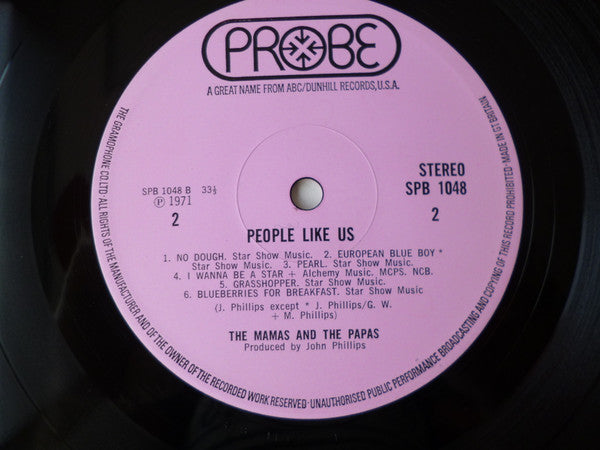 PROBE
A GREAT NAME FROM ABC/DUNHILL RECORDS, U.S.A.
SPB 1048 B 33⅓
Ⓟ 1971
2
STEREO
SPB 1048
2
PEOPLE LIKE US
1. NO DOUGH. Star Show Music. 2. EUROPEAN BLUE BOY *
Star Show Music. 3. PEARL. Star Show Music.
4. I WANNA BE A STAR + Alchemy Music. MCPS. NCB.
5. GRASSHOPPER. Star Show Music.
6. BLUEBERRIES FOR BREAKFAST. Star Show Music
(J. Phillips except * J. Phillips/G. W.
+ M. Phillips)
THE MAMAS AND THE PAPAS
Produced by John Phillips
THE GRAMOPHONE CO. LTD·ALL RIGHTS OF THE MANUFACTURER AND OF THE OWNER OF THE RECORDED WORK RESERVED·UNAUTHORISED PUBLIC PERFORMANCE BROADCASTING AND COPYING OF THIS RECORD PROHIBITED·MADE IN GT BRITAIN